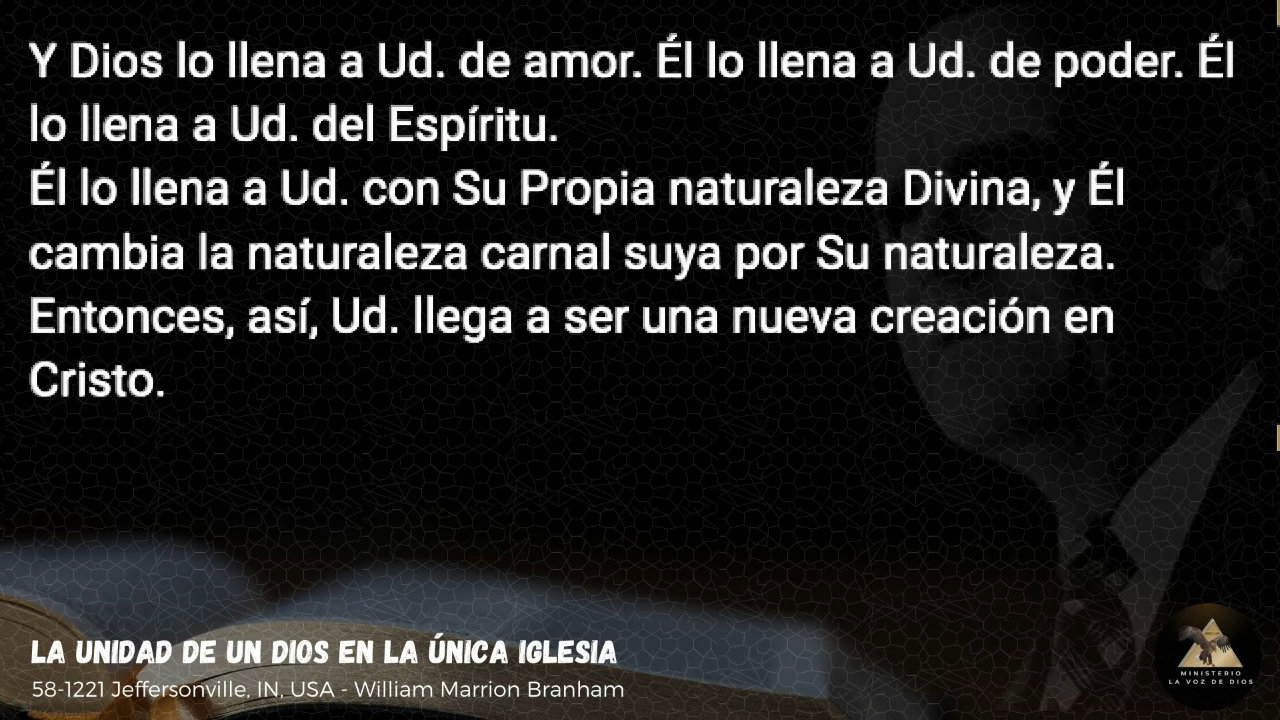 Y Dios lo llena a Ud. de amor. Él lo llena a Ud. de poder. Él
lo llena a Ud. del Espíritu.
Él lo llena a Ud. con Su Propia naturaleza Divina, y Él
cambia la naturaleza carnal suya por Su naturaleza.
Entonces, así, Ud. llega a ser una nueva creación en
Cristo.
LA UNIDAD DE UN DIOS EN LA ÚNICA IGLESIA
58-1221 Jeffersonville, IN, USA - William Marrion Branham
MINISTERIO
LA VOZ DE DIOS